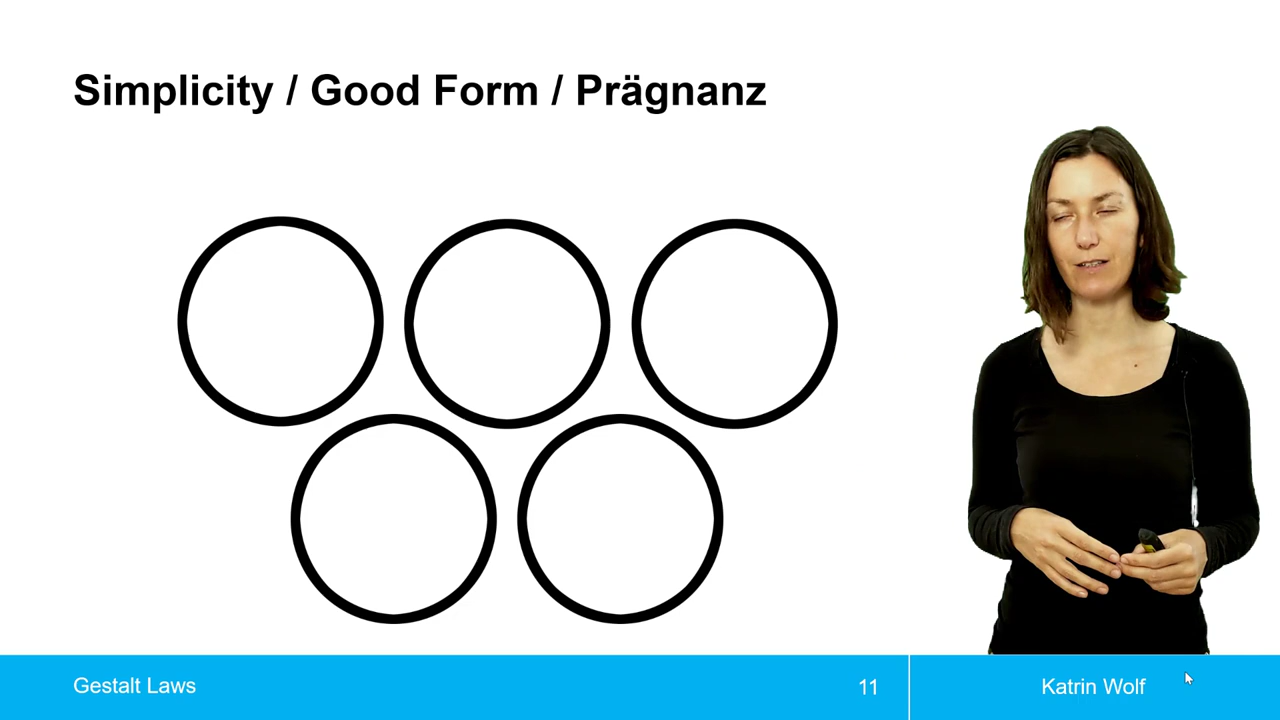 Simplicity / Good Form / Prägnanz
Gestalt Laws
11
Katrin Wolf